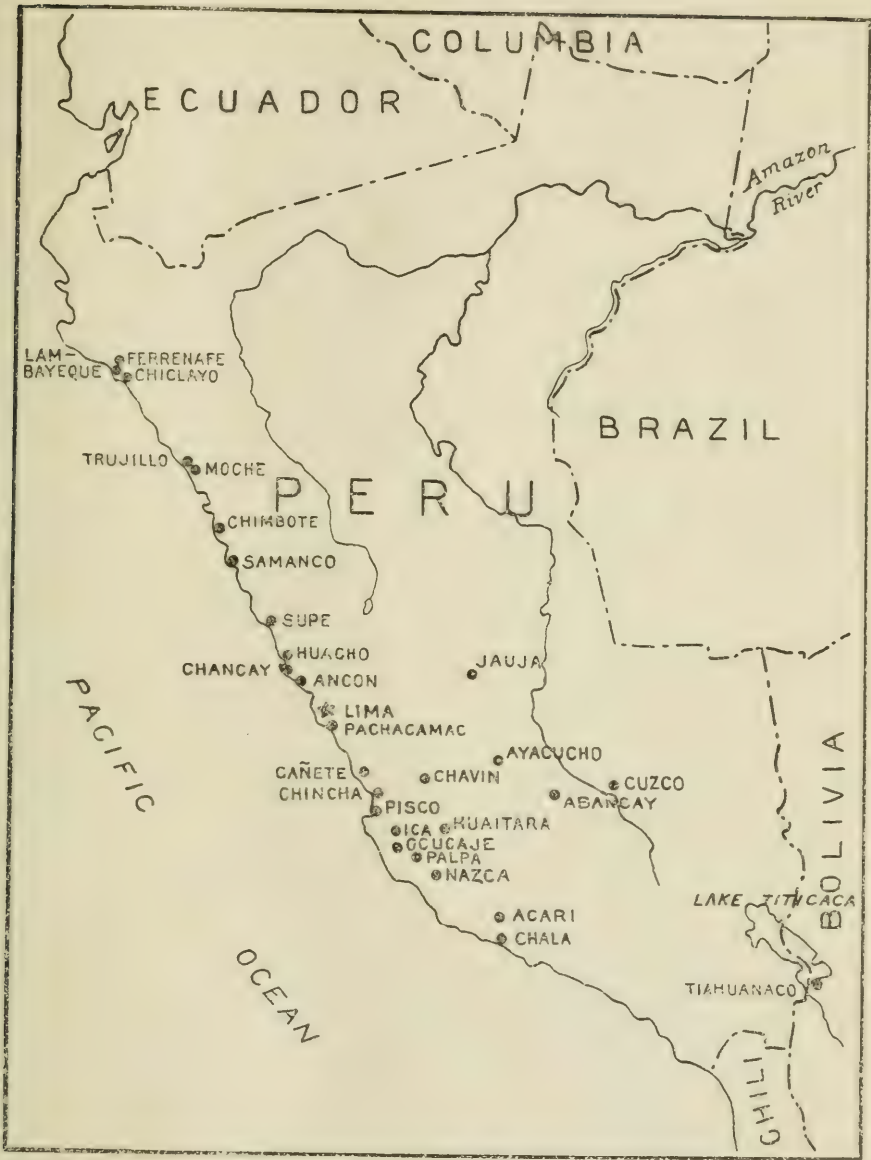 COLUMBIA
ECUADOR
Amazon
River
LAM-
BAYEQUE
FERRENAFE
CHICLAYO
BRAZIL
TRUJILLO
MOCHE
PERU
CHIMBOTE
SAMANCO
SUPE
HUACHO
CHANCAY
ANCON
JAUJA
PACIFIC
LIMA
PACHACAMAC
AYACUCHO
CAÑETE
CHAVIN
CUZCO
CHINCHA
ABANCAY
PISCO
BOLIVIA
ICA
HUAITARA
OCUCAJE
PALPA
NAZCA
LAKE TITICACA
ACARI
CHALA
OCEAN
TIAHUANACO
CHILI